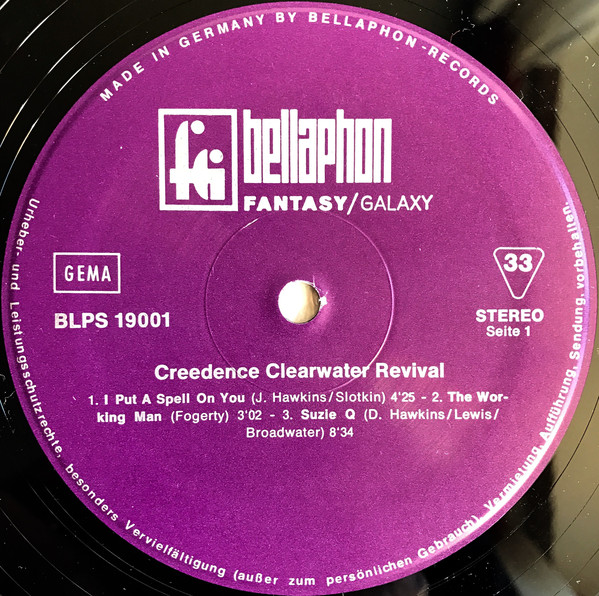 MADE IN GERMANY BY BELLAPHON-RECORDS
bellaphon
FANTASY/GALAXY
GEMA
33
BLPS 19001
STEREO
Seite 1
Creedence Clearwater Revival
1. I Put A Spell On You (J. Hawkins/Slotkin) 4'25 - 2. The Wor-
king Man (Fogerty) 3'02 - 3. Suzie Q (D. Hawkins/Lewis/
Broadwater) 8'34
Urheber- und Leistungsschutzrechte, besonders Vervielfältigung (außer zum persönlichen Gebrauch), Vermietung, Aufführung, Sendung, vorbehalten.